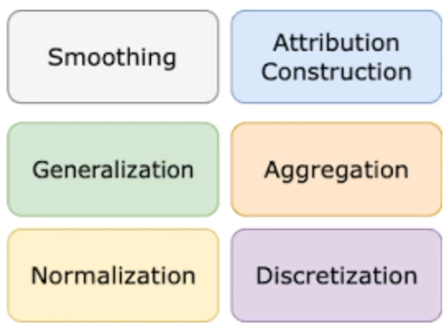 Smoothing
Attribution
Construction
Generalization
Aggregation
Normalization
Discretization